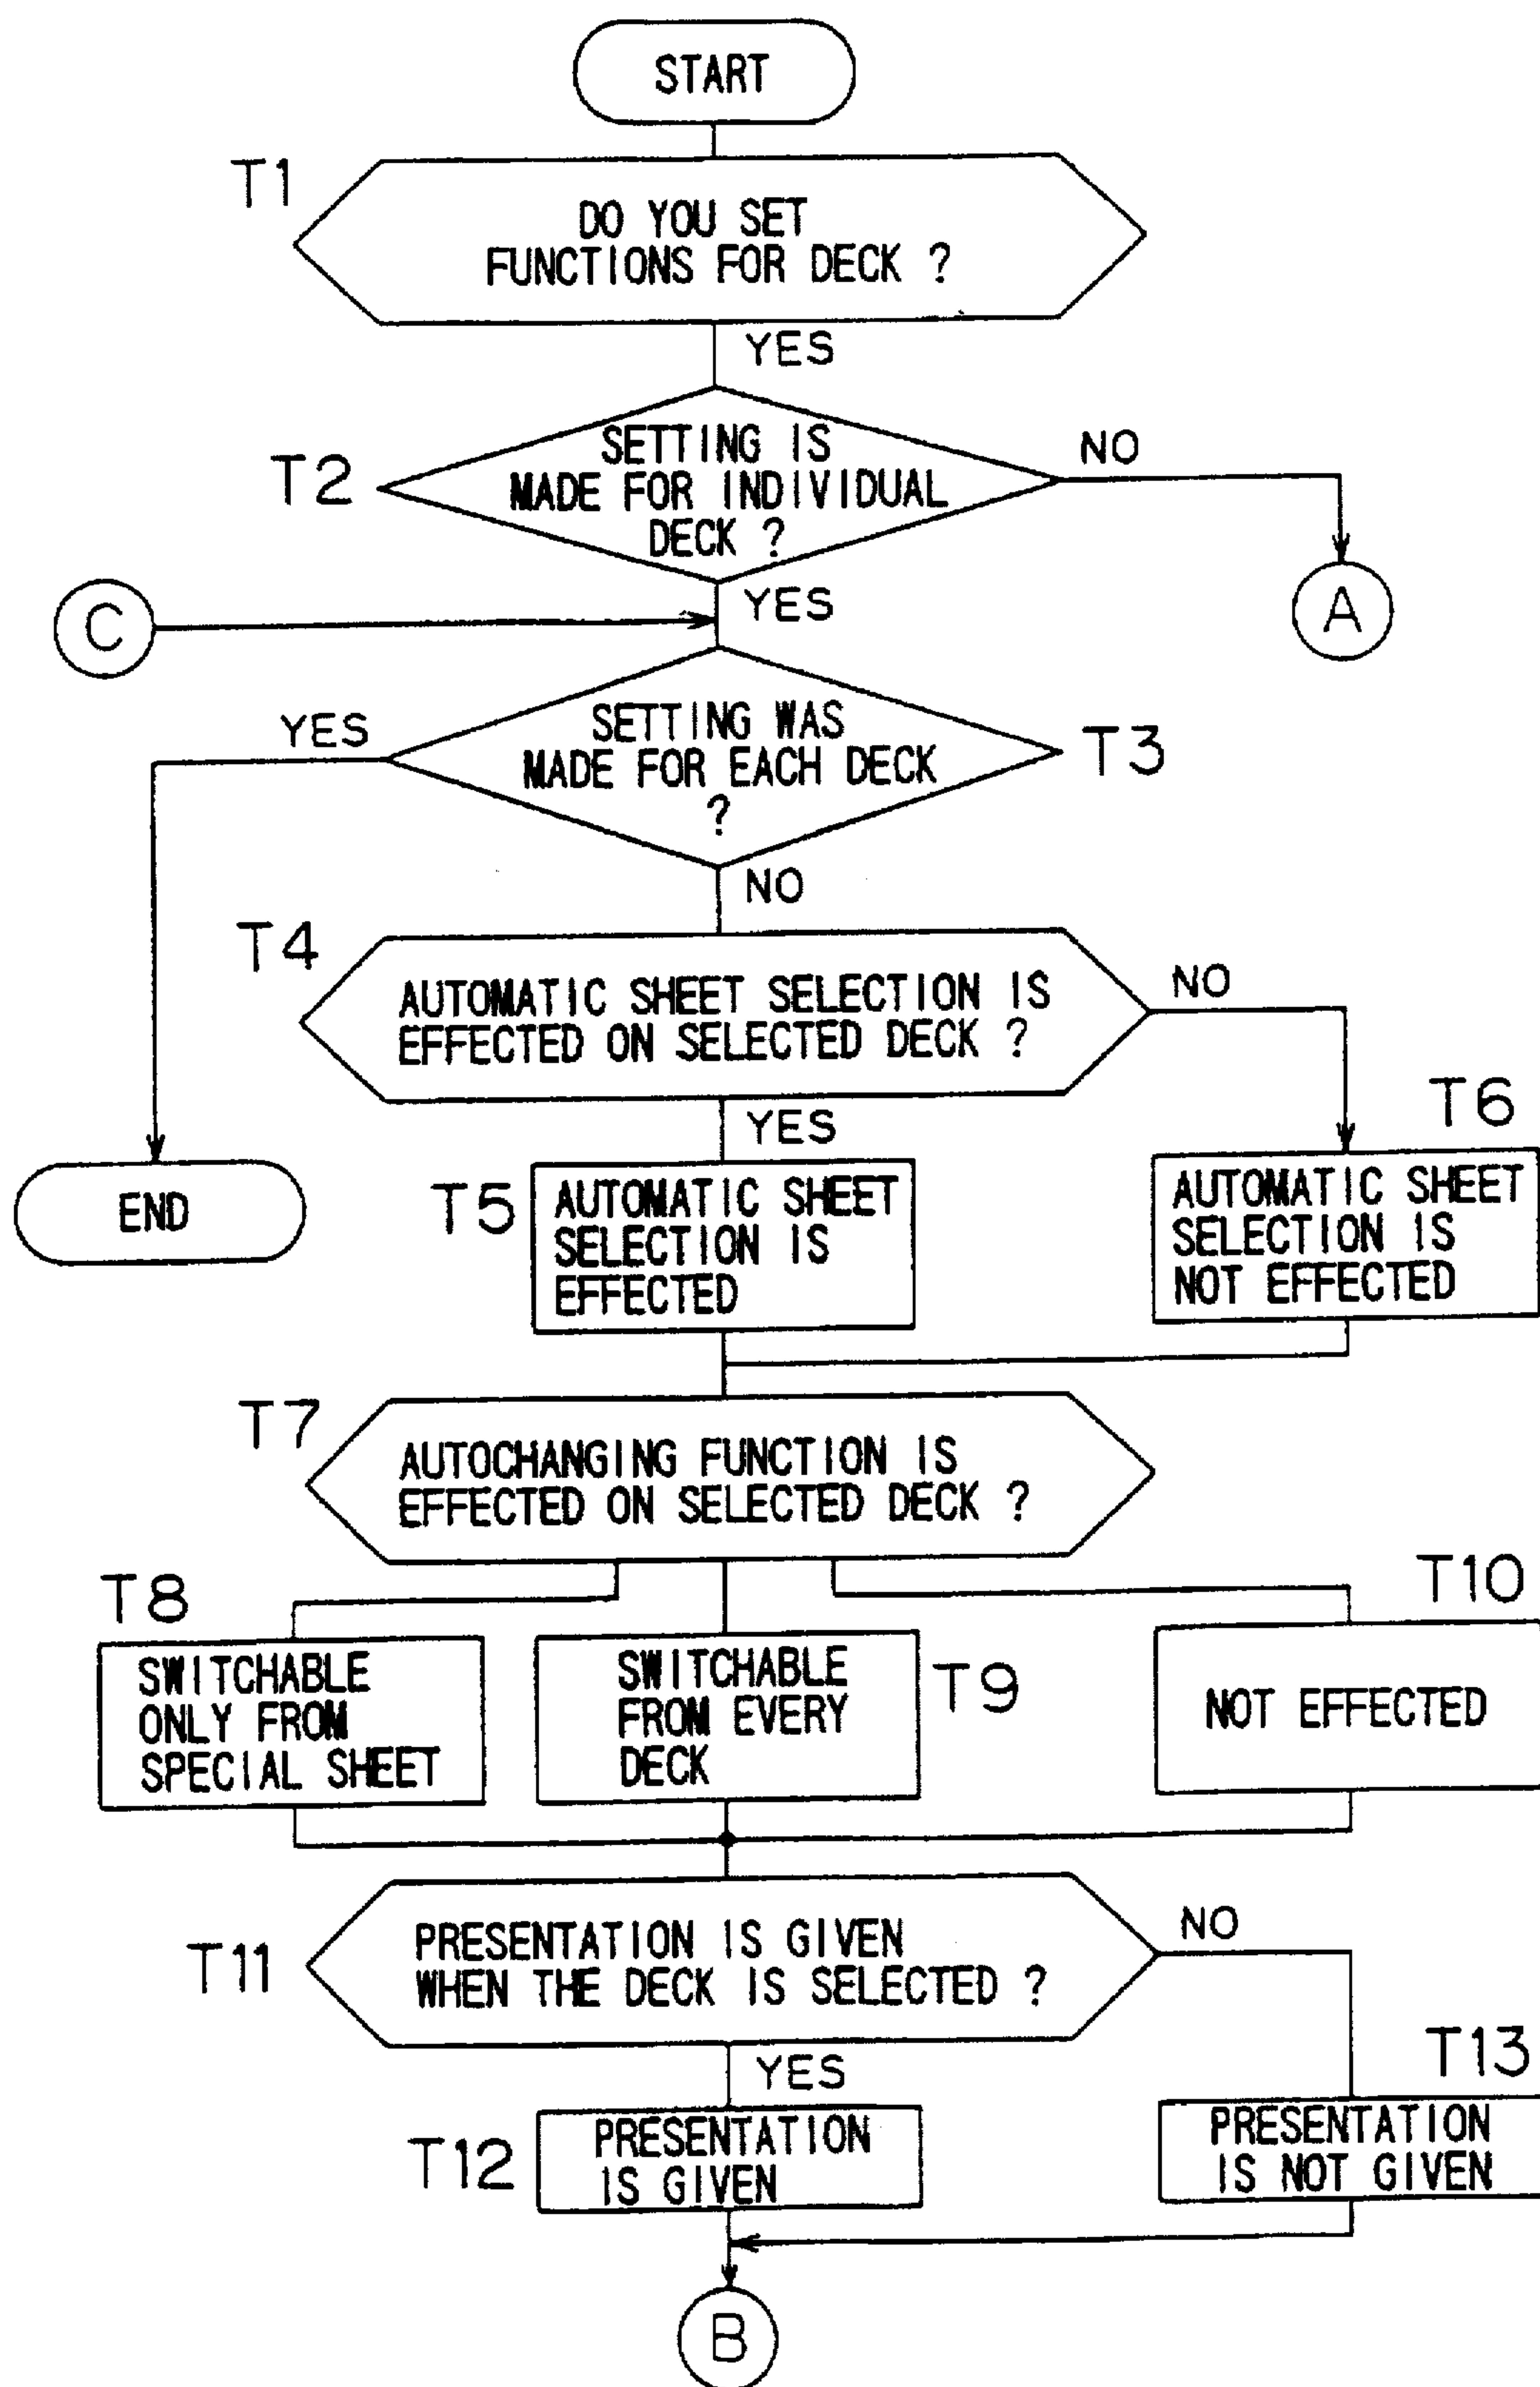 START
T1
DO YOU SET
FUNCTIONS FOR DECK ?
YES
T2
SETTING IS
MADE FOR INDIVIDUAL
DECK ?
NO
A
YES
C
T3
SETTING WAS
MADE FOR EACH DECK
?
YES
NO
END
T4
AUTOMATIC SHEET SELECTION IS
EFFECTED ON SELECTED DECK ?
NO
YES
T5
AUTOMATIC SHEET
SELECTION IS
EFFECTED
T6
AUTOMATIC SHEET
SELECTION IS
NOT EFFECTED
T7
AUTOCHANGING FUNCTION IS
EFFECTED ON SELECTED DECK ?
T8
SWITCHABLE
ONLY FROM
SPECIAL SHEET
T9
SWITCHABLE
FROM EVERY
DECK
T10
NOT EFFECTED
T11
PRESENTATION IS GIVEN
WHEN THE DECK IS SELECTED ?
NO
YES
T12
PRESENTATION
IS GIVEN
T13
PRESENTATION
IS NOT GIVEN
B